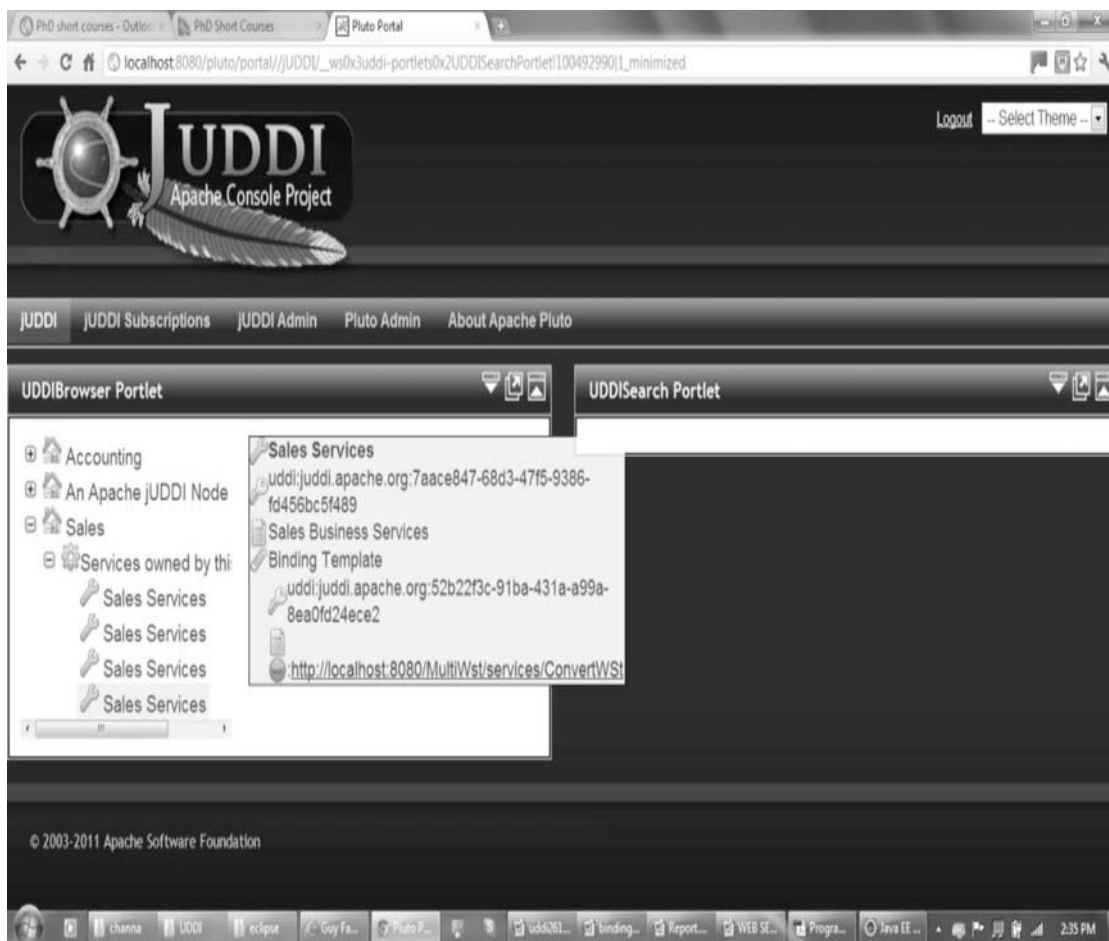 PhD short courses - Outloo
PhD Short Courses
Pluto Portal
localhost:8080/pluto/portal//jUDDI/__ws0x3uddi-portlets0x2UDDISearchPortlet!100492990|1_minimized
JUDDI
Apache Console Project
Logout
-- Select Theme --
jUDDI
jUDDI Subscriptions
jUDDI Admin
Pluto Admin
About Apache Pluto
UDDIBrowser Portlet
UDDISearch Portlet
Accounting
An Apache jUDDI Node
Sales
Services owned by thi
Sales Services
Sales Services
Sales Services
Sales Services
Sales Services
uddi:juddi.apache.org:7aace847-68d3-47f5-9386-
fd456bc5f489
Sales Business Services
Binding Template
uddi:juddi.apache.org:52b22f3c-91ba-431a-a99a-
8ea0fd24ece2
:http://localhost:8080/MultiWst/services/ConvertWSt
© 2003-2011 Apache Software Foundation
channa
UDDI
eclipse
Guy Fa...
Pluto P...
uddi261...
binding...
Report...
WEB SE...
Progra...
Java EE ...
2:35 PM